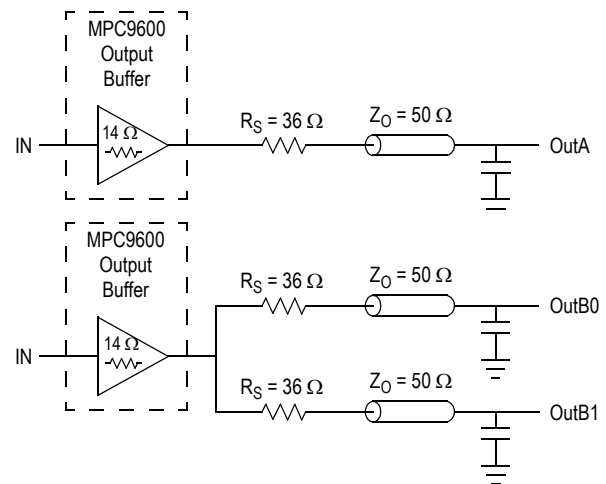 MPC9600
Output
Buffer
14 Ω
IN
R_S = 36 Ω
Z_O = 50 Ω
OutA
MPC9600
Output
Buffer
14 Ω
IN
R_S = 36 Ω
Z_O = 50 Ω
OutB0
R_S = 36 Ω
Z_O = 50 Ω
OutB1